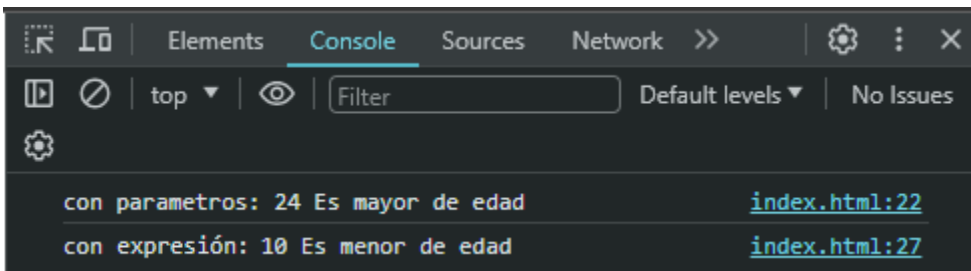 Elements Console Sources Network
top Filter Default levels No Issues
con parametros: 24 Es mayor de edad index.html:22
con expresión: 10 Es menor de edad index.html:27